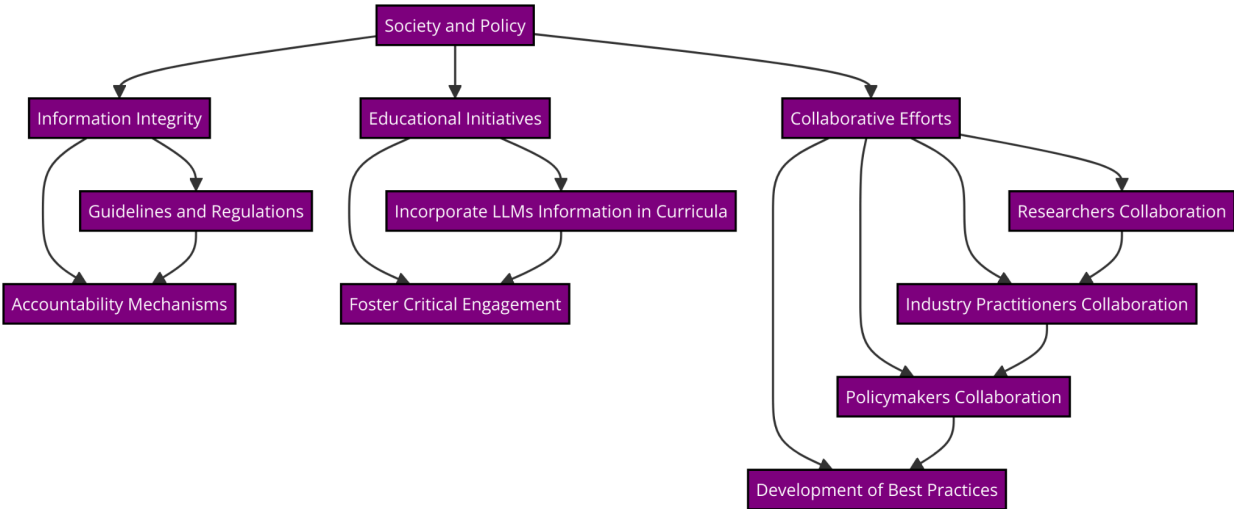 Society and Policy
Information Integrity
Educational Initiatives
Collaborative Efforts
Guidelines and Regulations
Incorporate LLMs Information in Curricula
Researchers Collaboration
Accountability Mechanisms
Foster Critical Engagement
Industry Practitioners Collaboration
Policymakers Collaboration
Development of Best Practices